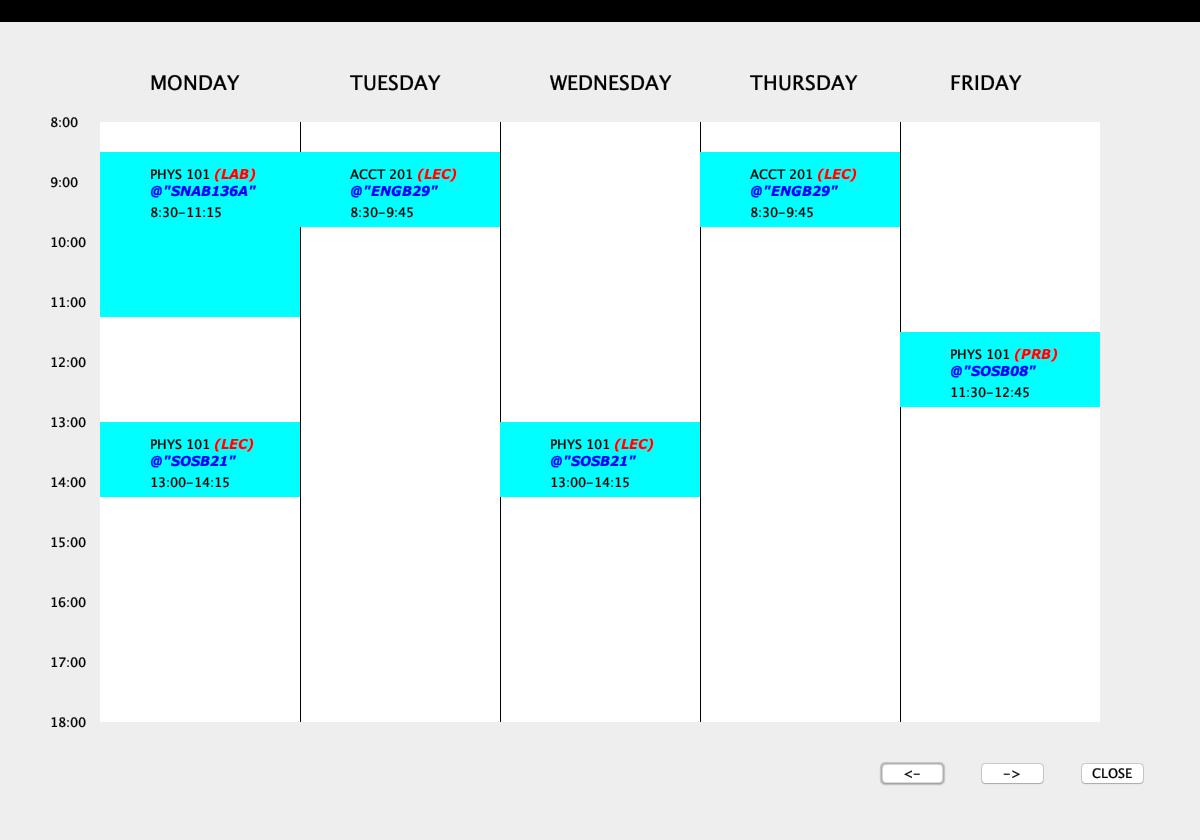 MONDAY TUESDAY WEDNESDAY THURSDAY FRIDAY
8:00
PHYS 101 (LAB)
@"SNAB136A"
8:30-11:15
ACCT 201 (LEC)
@"ENGB29"
8:30-9:45
ACCT 201 (LEC)
@"ENGB29"
8:30-9:45
9:00
10:00
11:00
PHYS 101 (PRB)
@"SOSB08"
11:30-12:45
12:00
13:00
PHYS 101 (LEC)
@"SOSB21"
13:00-14:15
PHYS 101 (LEC)
@"SOSB21"
13:00-14:15
14:00
15:00
16:00
17:00
18:00
<- -> CLOSE